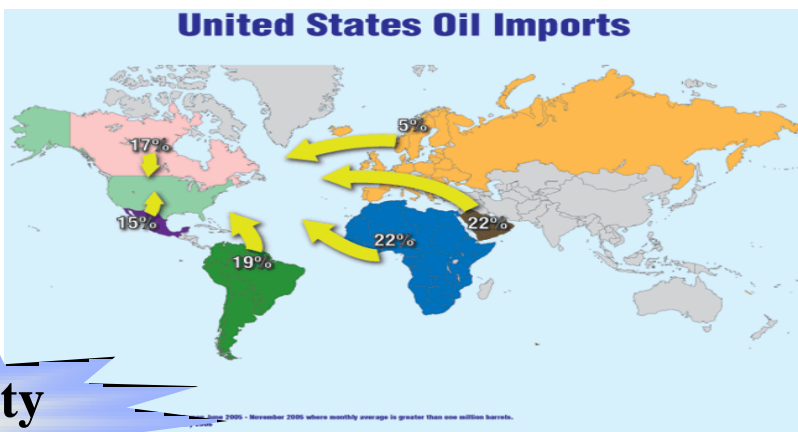 United States Oil Imports
5%
17%
15%
22%
22%
19%
ty
June 2005 - November 2005 where monthly average is greater than one million barrels.